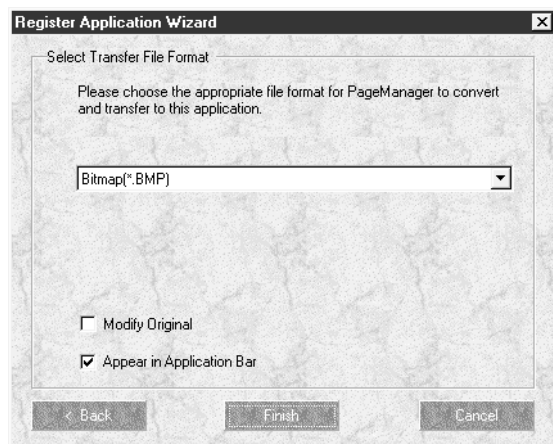 Register Application Wizard
Select Transfer File Format
Please choose the appropriate file format for PageManager to convert
and transfer to this application.
Bitmap(*.BMP)
Modify Original
Appear in Application Bar
< Back
Finish
Cancel